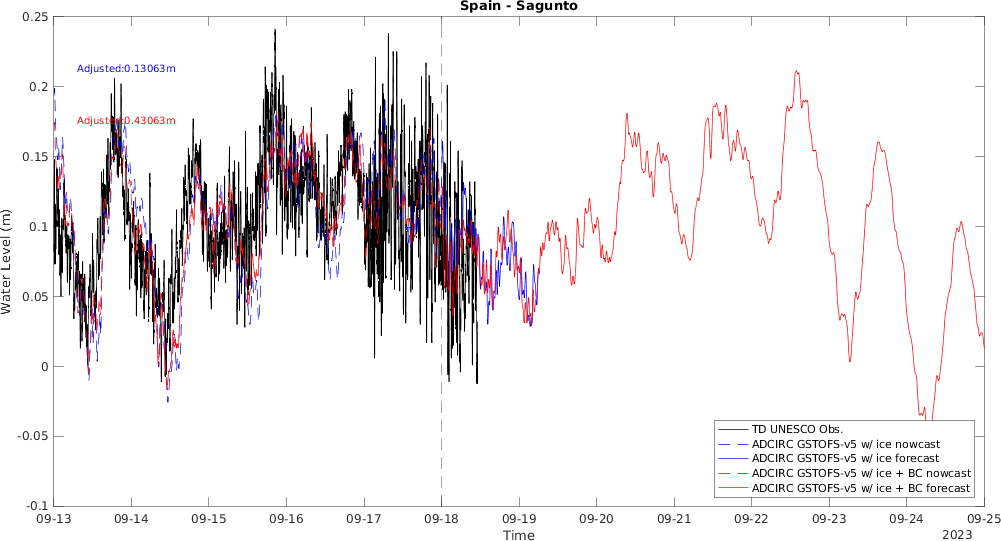 Spain - Sagunto
0.25
0.2
0.15
0.1
0.05
0
-0.05
-0.1
Water Level (m)
Adjusted:0.13063m
Adjusted:0.43063m
TD UNESCO Obs.
ADCIRC GSTOFS-v5 w/ ice nowcast
ADCIRC GSTOFS-v5 w/ ice forecast
ADCIRC GSTOFS-v5 w/ ice + BC nowcast
ADCIRC GSTOFS-v5 w/ ice + BC forecast
09-13 09-14 09-15 09-16 09-17 09-18 09-19 09-20 09-21 09-22 09-23 09-24 09-25
Time
2023